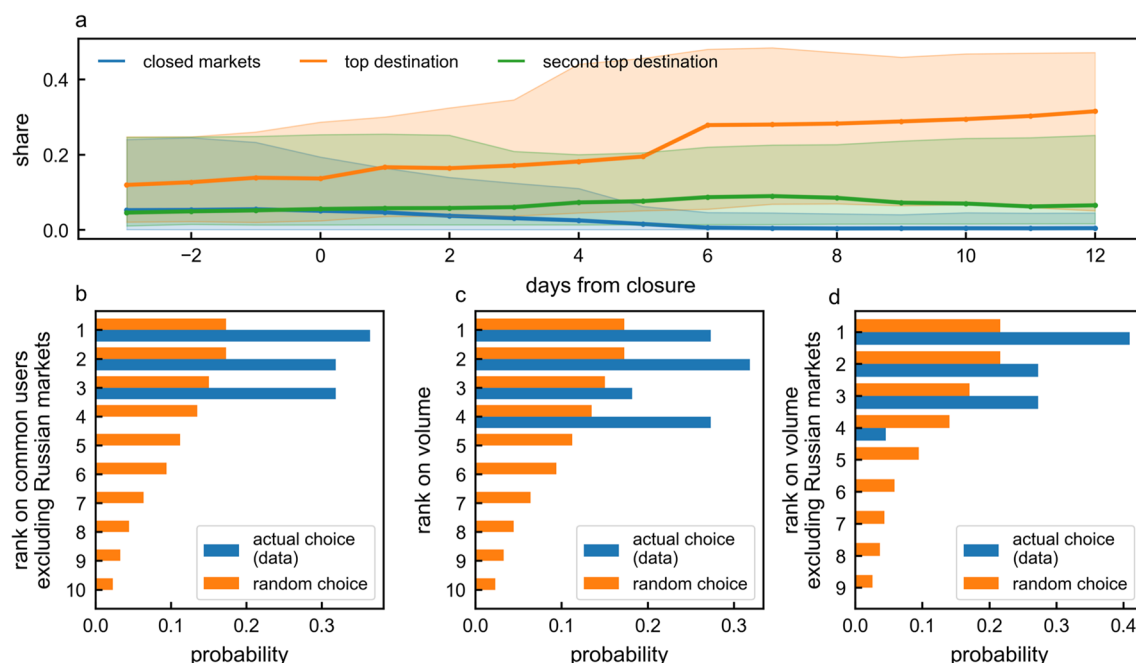 a
closed markets
top destination
second top destination
share
0.4
0.2
0.0
−2
0
2
4
6
8
10
12
days from closure
b
rank on common users
excluding Russian markets
1
2
3
4
5
6
7
8
9
10
actual choice
(data)
random choice
0.0
0.1
0.2
0.3
probability
c
rank on volume
1
2
3
4
5
6
7
8
9
10
actual choice
(data)
random choice
0.0
0.1
0.2
0.3
probability
d
rank on volume
excluding Russian markets
1
2
3
4
5
6
7
8
9
actual choice
(data)
random choice
0.0
0.1
0.2
0.3
0.4
probability